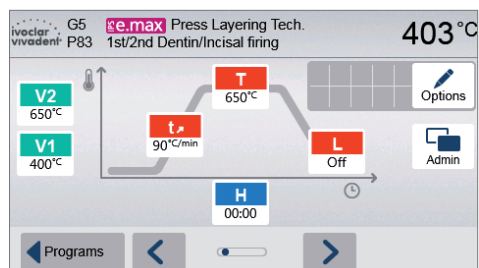 ivoclar vivadent G5 P83
IPS e.max Press Layering Tech.
1st/2nd Dentin/Incisal firing
403°C
V2
650°C
V1
400°C
t↗
90°C/min
T
650°C
L
Off
H
00:00
Options
Admin
Programs